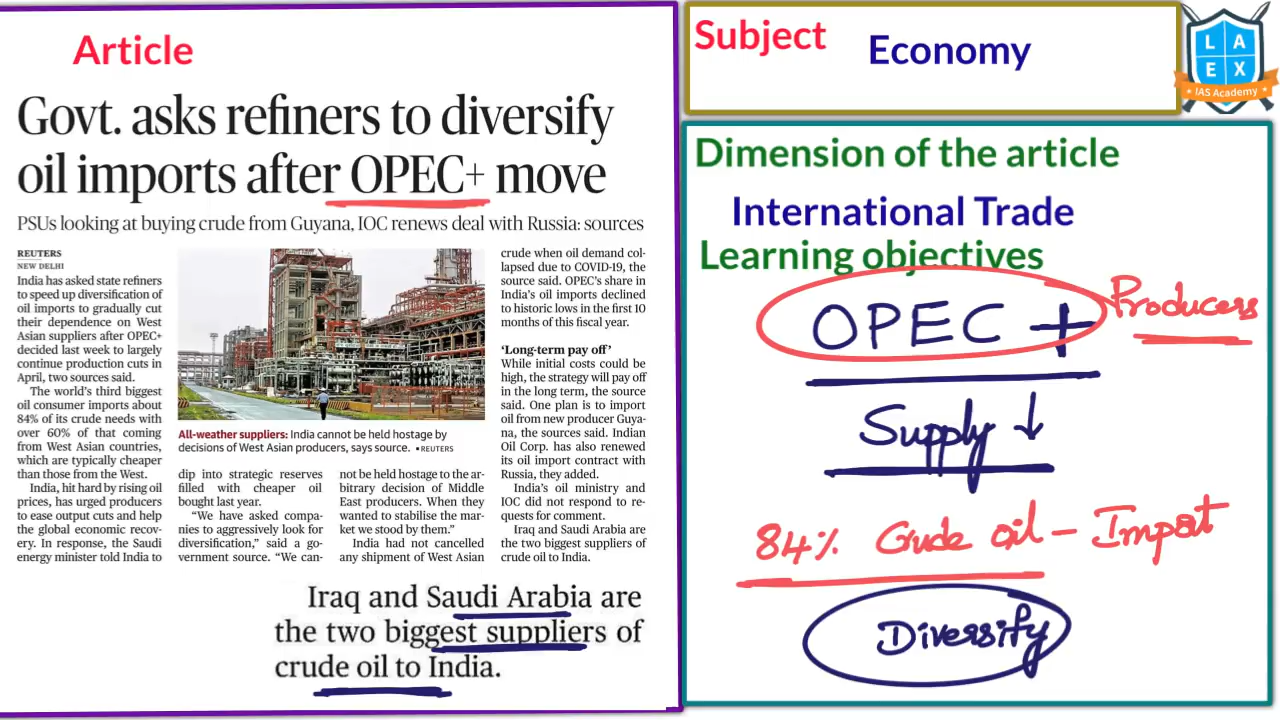 Article
Govt. asks refiners to diversify
oil imports after OPEC+ move
PSUs looking at buying crude from Guyana, IOC renews deal with Russia: sources
REUTERS
NEW DELHI
India has asked state refiners
to speed up diversification of
oil imports to gradually cut
their dependence on West
Asian suppliers after OPEC+
decided last week to largely
continue production cuts in
April, two sources said.
The world's third biggest
oil consumer imports about
84% of its crude needs with
over 60% of that coming
from West Asian countries,
which are typically cheaper
than those from the West.
India, hit hard by rising oil
prices, has urged producers
to ease output cuts and help
the global economic recov-
ery. In response, the Saudi
energy minister told India to
All-weather suppliers: India cannot be held hostage by
decisions of West Asian producers, says source. • REUTERS
dip into strategic reserves
filled with cheaper oil
bought last year.
"We have asked compa-
nies to aggressively look for
diversification," said a go-
vernment source. "We can-
not be held hostage to the ar-
bitrary decision of Middle
East producers. When they
wanted to stabilise the mar-
ket we stood by them."
India had not cancelled
any shipment of West Asian
crude when oil demand col-
lapsed due to COVID-19, the
source said. OPEC's share in
India's oil imports declined
to historic lows in the first 10
months of this fiscal year.
'Long-term pay off'
While initial costs could be
high, the strategy will pay off
in the long term, the source
said. One plan is to import
oil from new producer Guya-
na, the sources said. Indian
Oil Corp. has also renewed
its oil import contract with
Russia, they added.
India's oil ministry and
IOC did not respond to re-
quests for comment.
Iraq and Saudi Arabia are
the two biggest suppliers of
crude oil to India.
Iraq and Saudi Arabia are
the two biggest suppliers of
crude oil to India.
Subject
Economy
LAEX
IAS Academy
Dimension of the article
International Trade
Learning objectives
OPEC +
Producers
Supply ↓
84% Crude oil - Import
Diversify